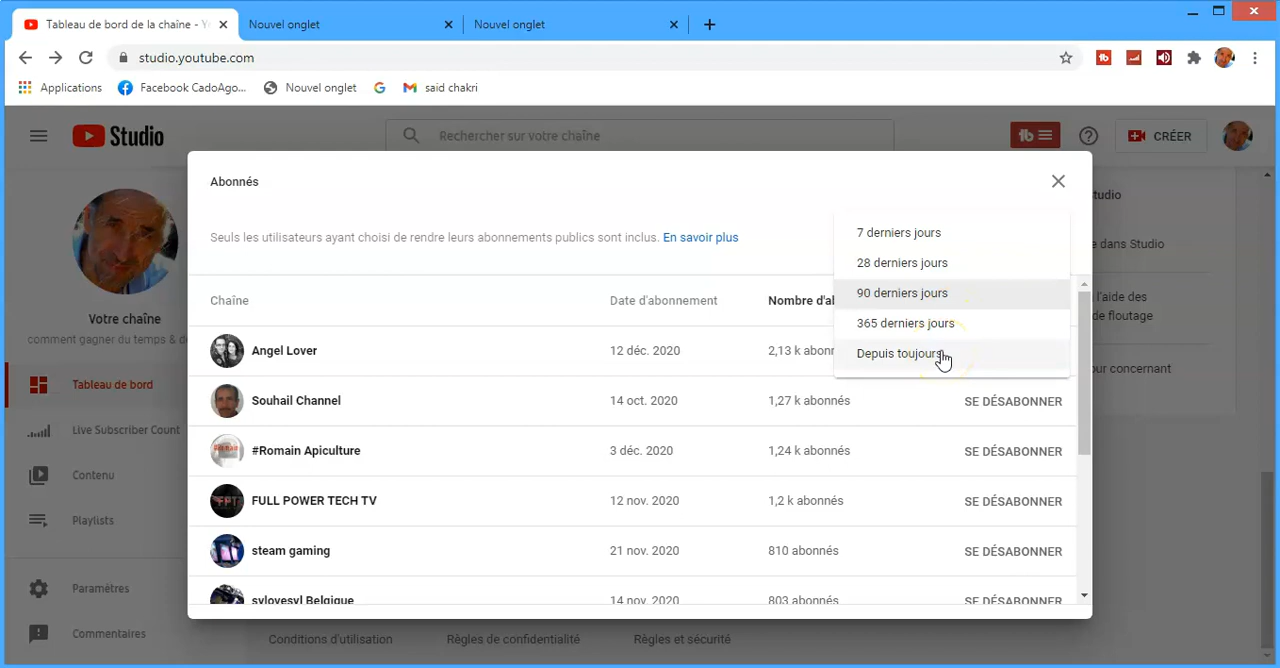 Tableau de bord de la chaîne - Y
Nouvel onglet
Nouvel onglet
studio.youtube.com
Applications
Facebook CadoAgo...
Nouvel onglet
said chakri
Studio
Rechercher sur votre chaîne
CRÉER
Abonnés
Seuls les utilisateurs ayant choisi de rendre leurs abonnements publics sont inclus. En savoir plus
7 derniers jours
28 derniers jours
90 derniers jours
365 derniers jours
Depuis toujours
Chaîne Date d'abonnement Nombre d'al
Angel Lover 12 déc. 2020 2,13 k abonr
Souhail Channel 14 oct. 2020 1,27 k abonnés SE DÉSABONNER
#Romain Apiculture 3 déc. 2020 1,24 k abonnés SE DÉSABONNER
FULL POWER TECH TV 12 nov. 2020 1,2 k abonnés SE DÉSABONNER
steam gaming 21 nov. 2020 810 abonnés SE DÉSABONNER
sylovesyl Belgique 14 nov. 2020 803 abonnés SE DÉSABONNER
Votre chaîne
comment gagner du temps & d
Tableau de bord
Live Subscriber Count
Contenu
Playlists
Paramètres
Commentaires
tudio
e dans Studio
l'aide des
de floutage
our concernant
Conditions d'utilisation
Règles de confidentialité
Règles et sécurité